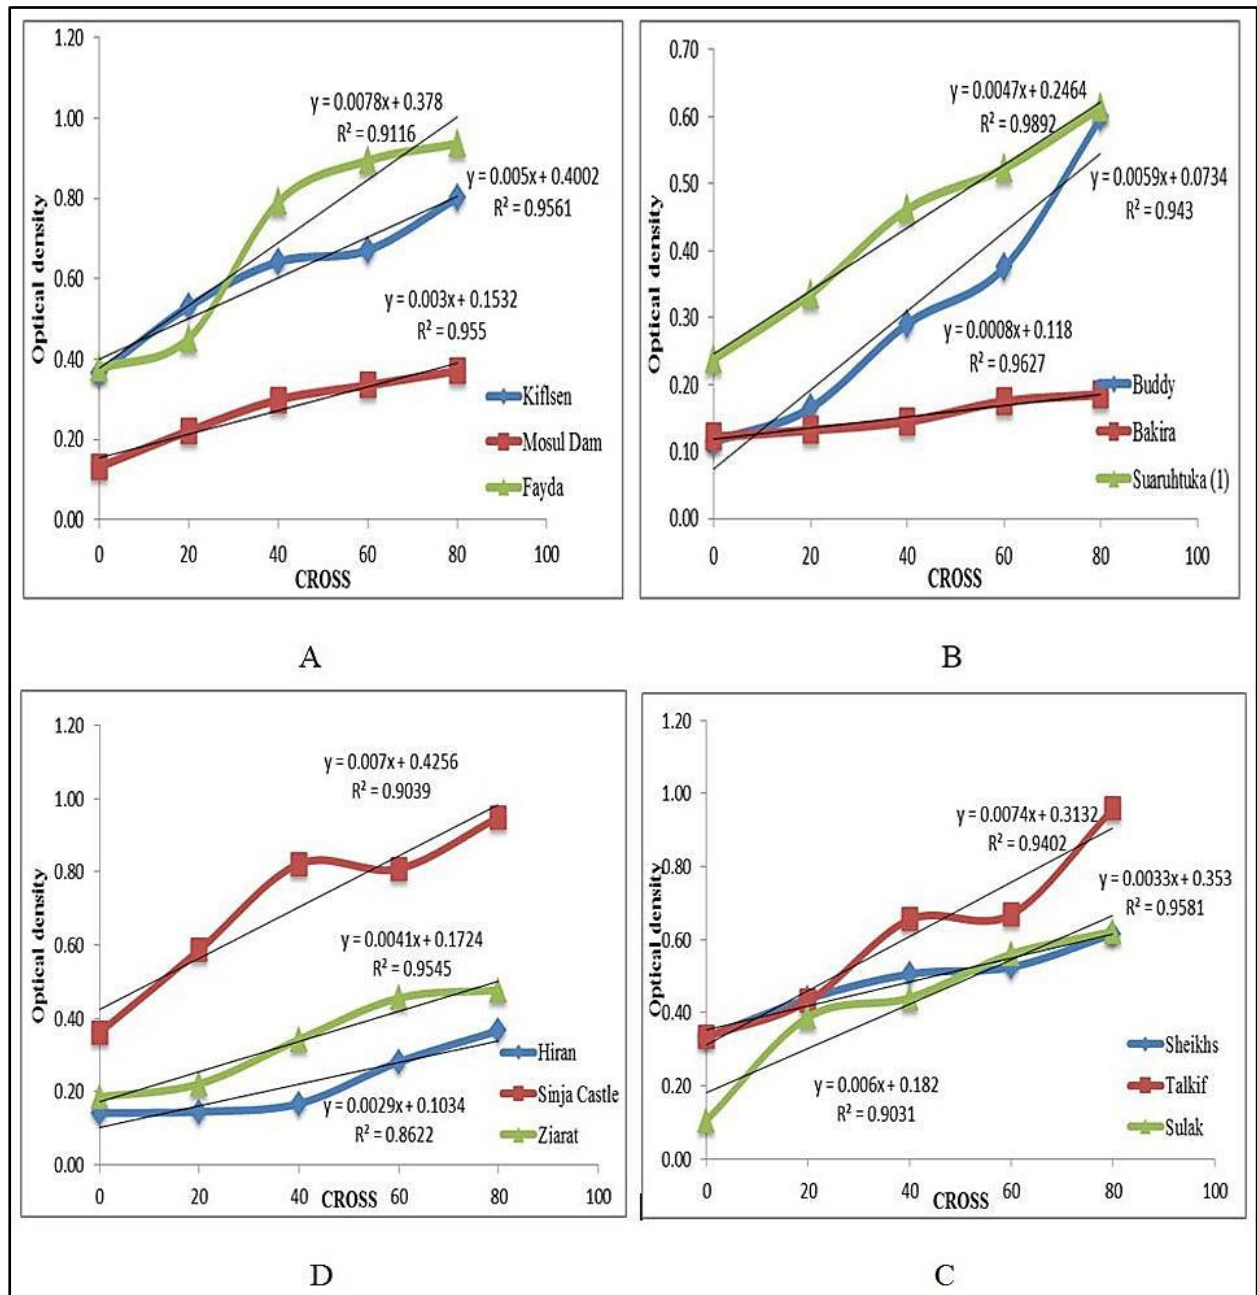 1.20
1.00
0.80
0.60
0.40
0.20
0.00
Optical density
0 20 40 60 80 100
CROSS
y = 0.0078x + 0.378
R² = 0.9116
y = 0.005x + 0.4002
R² = 0.9561
y = 0.003x + 0.1532
R² = 0.955
Kiflsen
Mosul Dam
Fayda
A
0.70
0.60
0.50
0.40
0.30
0.20
0.10
0.00
Optical density
0 20 40 60 80 100
CROSS
y = 0.0047x + 0.2464
R² = 0.9892
y = 0.0059x + 0.0734
R² = 0.943
y = 0.0008x + 0.118
R² = 0.9627
Buddy
Bakira
Suaruhtuka (1)
B
1.20
1.00
0.80
0.60
0.40
0.20
0.00
Optical density
0 20 40 60 80 100
CROSS
y = 0.007x + 0.4256
R² = 0.9039
y = 0.0041x + 0.1724
R² = 0.9545
y = 0.0029x + 0.1034
R² = 0.8622
Hiran
Sinja Castle
Ziarat
D
1.20
1.00
0.80
0.60
0.40
0.20
0.00
Optical density
0 20 40 60 80 100
CROSS
y = 0.0074x + 0.3132
R² = 0.9402
y = 0.0033x + 0.353
R² = 0.9581
y = 0.006x + 0.182
R² = 0.9031
Sheikhs
Talkif
Sulak
C